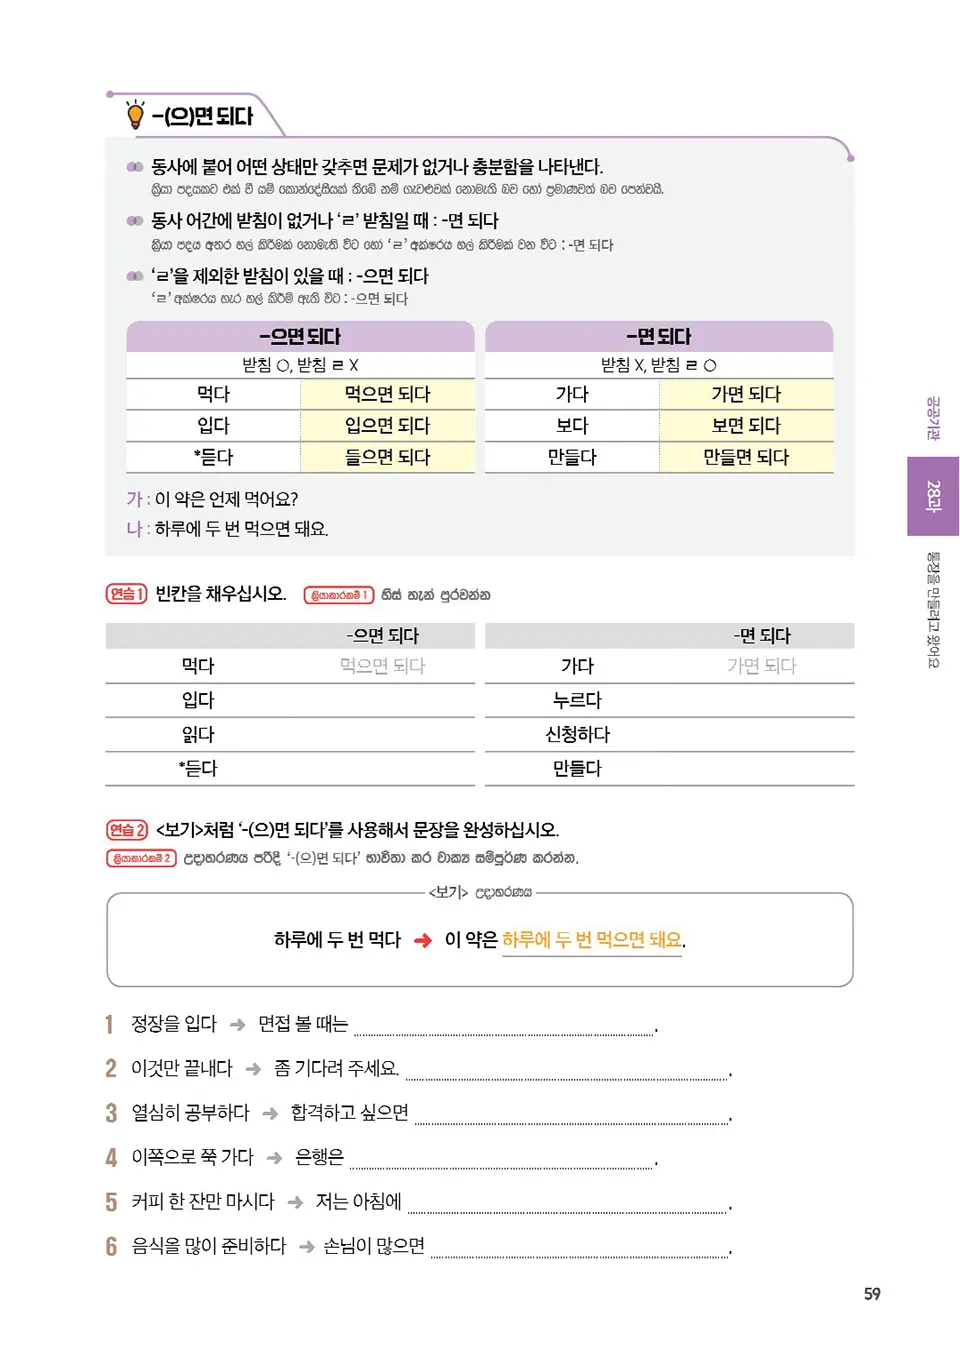 -(으)면 되다
동사에 붙어 어떤 상태만 갖추면 문제가 없거나 충분함을 나타낸다.
ක්‍රියා පදයකට එක් වී යම් කොන්දේසියක් තිබේ නම් ගැටළුවක් නොමැති බව හෝ ප්‍රමාණවත් බව පෙන්වයි.
동사 어간에 받침이 없거나 ‘ㄹ’ 받침일 때 : -면 되다
ක්‍රියා පදය අතර හල් කිරීමක් නොමැති විට හෝ ‘ㄹ’ අක්ෂරය හල් කිරීමක් වන විට : -면 되다
‘ㄹ’을 제외한 받침이 있을 때 : -으면 되다
‘ㄹ’ අක්ෂරය හැර හල් කිරීම් ඇති විට : -으면 되다
-으면 되다 -면 되다
받침 ○, 받침 ㄹ X 받침 X, 받침 ㄹ ○
먹다 먹으면 되다 가다 가면 되다
입다 입으면 되다 보다 보면 되다
*듣다 들으면 되다 만들다 만들면 되다
가 : 이 약은 언제 먹어요?
나 : 하루에 두 번 먹으면 돼요.
연습 1 빈칸을 채우십시오. ක්‍රියාකාරකම් 1 හිස් තැන් පුරවන්න
-으면 되다 -면 되다
먹다 먹으면 되다 가다 가면 되다
입다 누르다
읽다 신청하다
*듣다 만들다
연습 2 <보기>처럼 ‘-(으)면 되다’를 사용해서 문장을 완성하십시오.
ක්‍රියාකාරකම් 2 උදාහරණය පරිදි ‘-(으)면 되다’ භාවිතා කර වාක්‍ය සම්පූර්ණ කරන්න.
<보기> උදාහරණය
하루에 두 번 먹다 ➜ 이 약은 하루에 두 번 먹으면 돼요.
1 정장을 입다 ➜ 면접 볼 때는 .
2 이것만 끝내다 ➜ 좀 기다려 주세요. .
3 열심히 공부하다 ➜ 합격하고 싶으면 .
4 이쪽으로 쭉 가다 ➜ 은행은 .
5 커피 한 잔만 마시다 ➜ 저는 아침에 .
6 음식을 많이 준비하다 ➜ 손님이 많으면 .
공공기관
28과
통장을 만들려고 왔어요
59